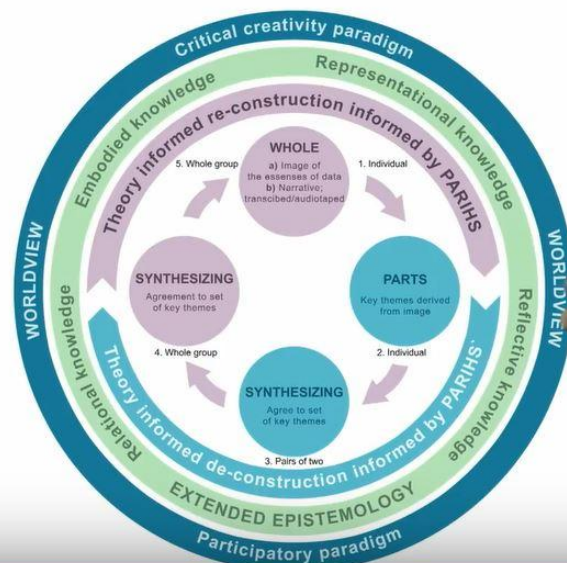 Critical creativity paradigm
Embodied knowledge
Representational knowledge
Theory informed re-construction informed by PARIHS
WHOLE
a) Image of
the essenses of data
b) Narrative;
transcibed/audiotaped
5. Whole group
1. Individual
WORLDVIEW
WORLDVIEW
SYNTHESIZING
Agreement to set
of key themes
PARTS
Key themes derived
from image
4. Whole group
2. Individual
SYNTHESIZING
Agree to set
of key themes
3. Pairs of two
Relational knowledge
Reflective knowledge
Theory informed de-construction informed by PARIHS`
EXTENDED EPISTEMOLOGY
Participatory paradigm